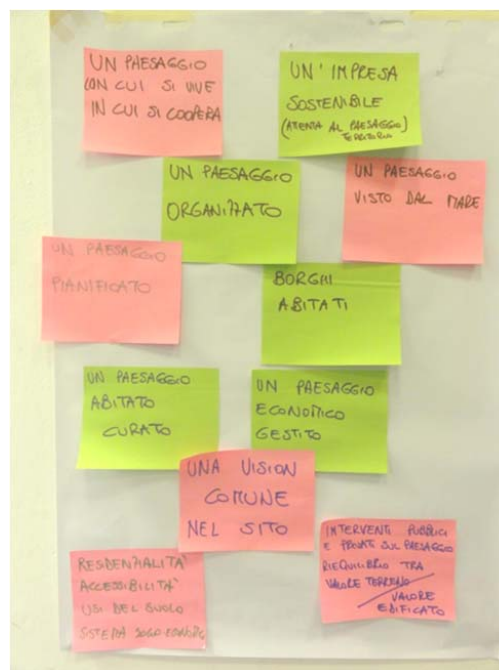 UN PAESAGGIO
CON CUI SI VIVE
IN CUI SI COOPERA
UN' IMPRESA
SOSTENIBILE
(ATTENTA AL PAESAGGIO)
TERRITORIO
UN PAESAGGIO
ORGANIZZATO
UN PAESAGGIO
VISTO DAL MARE
UN PAESAGGIO
PIANIFICATO
BORGHI
ABITATI
UN PAESAGGIO
ABITATO
CURATO
UN PAESAGGIO
ECONOMICO
GESTITO
UNA VISION
COMUNE
NEL SITO
RESIDENZIALITÀ
ACCESSIBILITÀ
USI DEL SUOLO
SISTEMA SOCIO-ECONOMIC
INTERVENTI PUBBLICI
E PRIVATI SUL PAESAGGIO
RIEQUILIBRIO TRA
VALORE TERRENO
VALORE
EDIFICATO